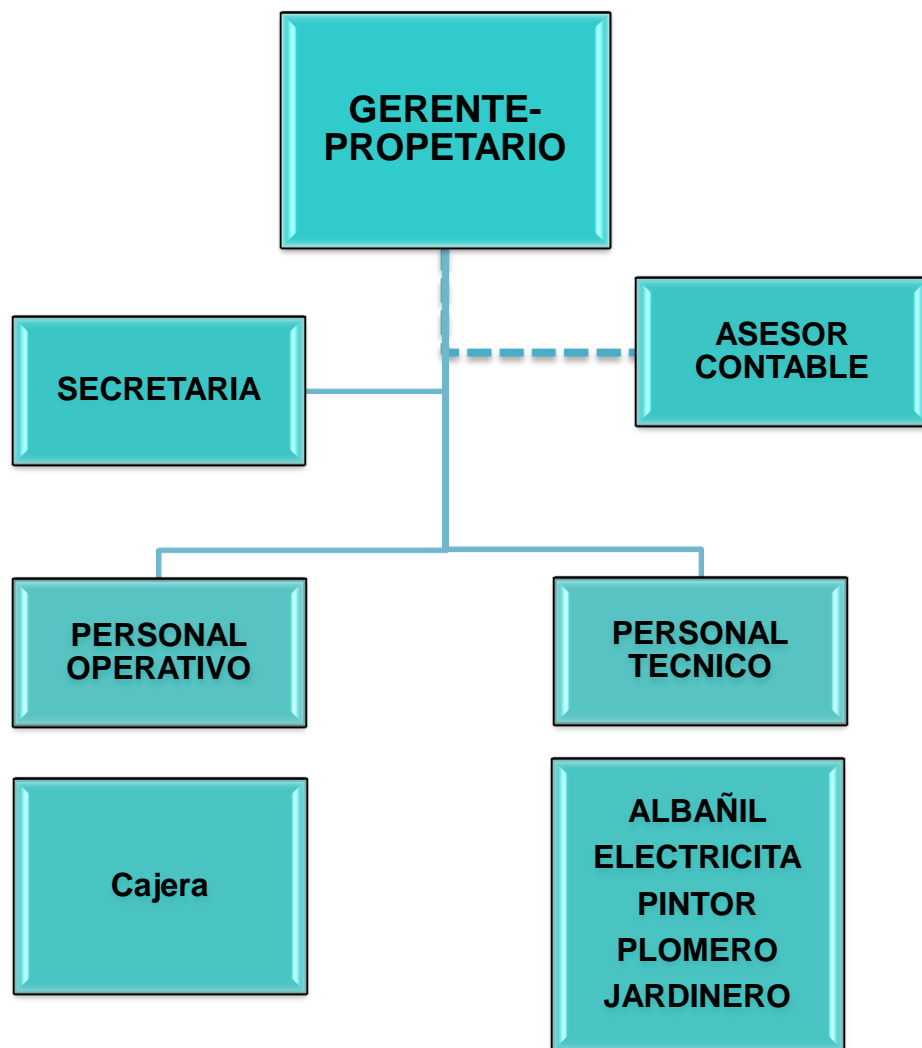 GERENTE-
PROPETARIO
ASESOR
CONTABLE
SECRETARIA
PERSONAL
OPERATIVO
PERSONAL
TECNICO
Cajera
ALBAÑIL
ELECTRICITA
PINTOR
PLOMERO
JARDINERO